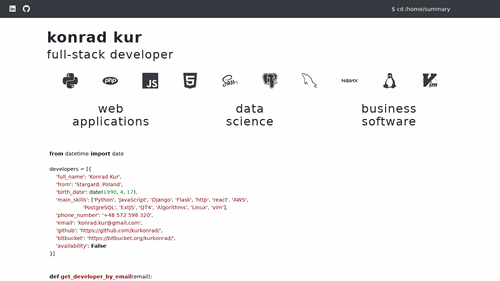 $ cd /home/summary
konrad kur
full-stack developer
php
JS
5
Sass
NGINX
Vim
web applications
data science
business software
from datetime import date
developers = [{
'full_name': 'Konrad Kur',
'from': 'Stargard, Poland',
'birth_date': date(1990, 4, 17),
'main_skills': ['Python', 'JavaScript', 'Django', 'Flask', 'http', 'react', 'AWS',
'PostgreSQL', 'ExtJS', 'QT4', 'Algorithms', 'Linux', 'vim'],
'phone_number': '+48 572 598 320',
'email': 'konrad.kur@gmail.com',
'github': 'https://github.com/kurkonrad/',
'bitbucket': 'https://bitbucket.org/kurkonrad/',
'availability': False
}]
def get_developer_by_email(email):